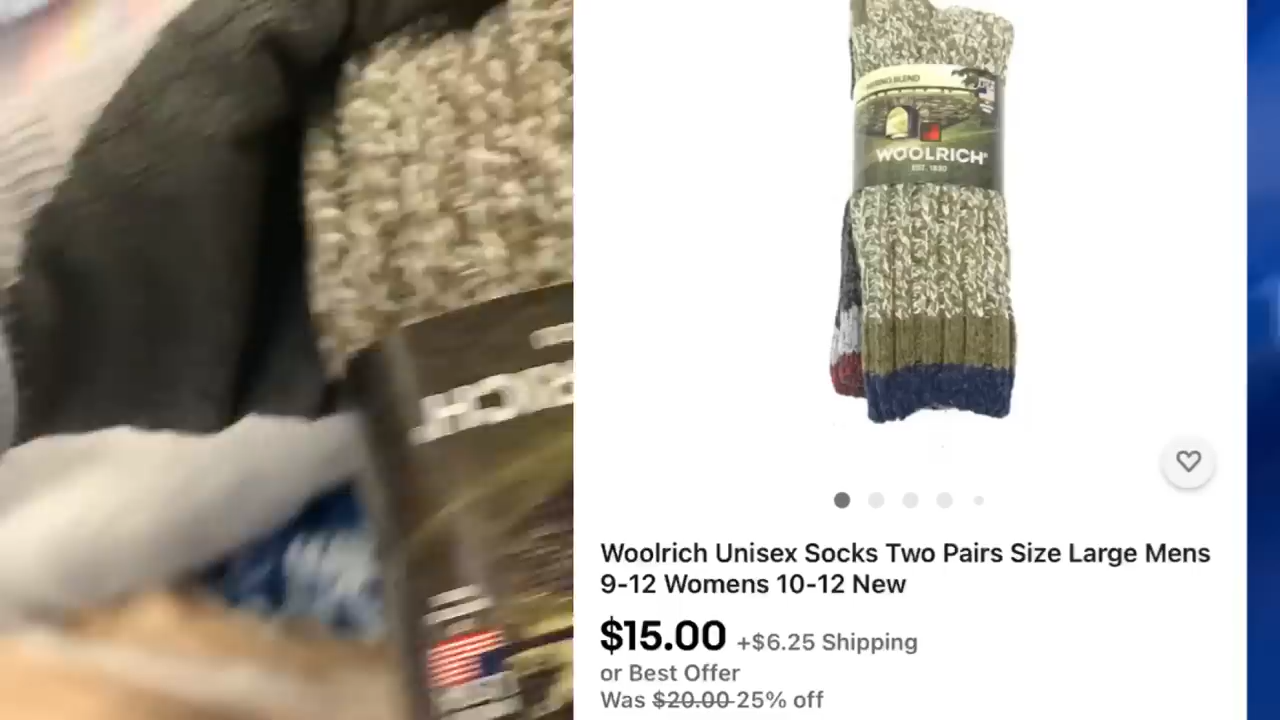 WOOLRICH®
EST. 1830
Woolrich Unisex Socks Two Pairs Size Large Mens
9-12 Womens 10-12 New
$15.00 +$6.25 Shipping
or Best Offer
Was $20.00 25% off